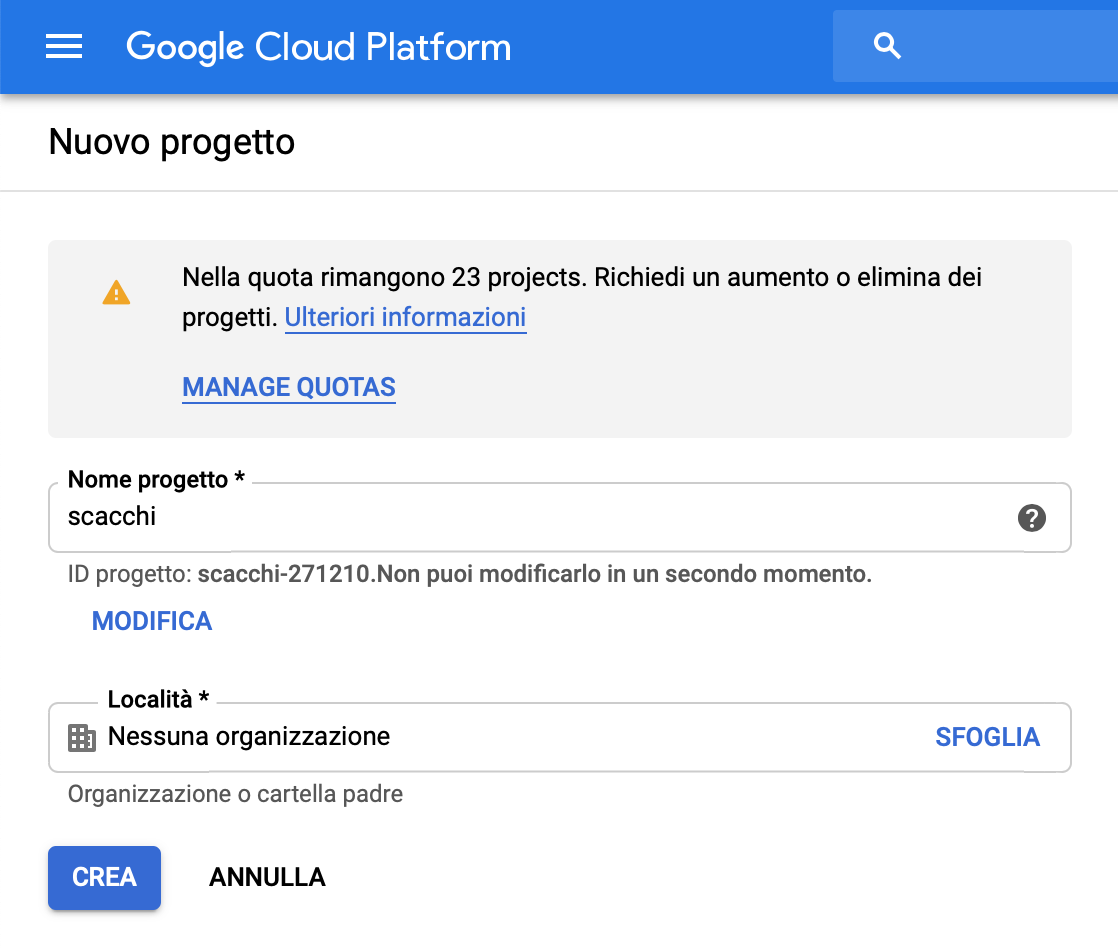 Google Cloud Platform
Nuovo progetto
Nella quota rimangono 23 projects. Richiedi un aumento o elimina dei
progetti. Ulteriori informazioni
MANAGE QUOTAS
Nome progetto *
scacchi
ID progetto: scacchi-271210.Non puoi modificarlo in un secondo momento.
MODIFICA
Località *
Nessuna organizzazione
SFOGLIA
Organizzazione o cartella padre
CREA
ANNULLA